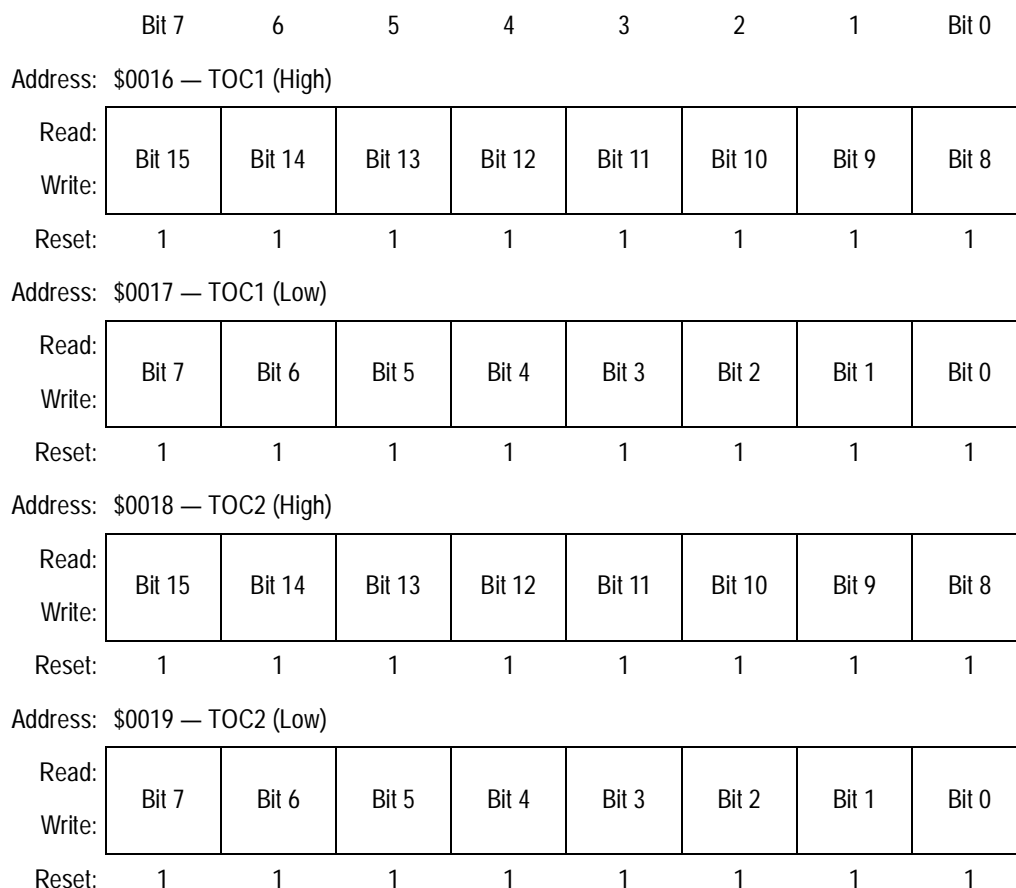 Bit 7 6 5 4 3 2 1 Bit 0
Address: $0016 — TOC1 (High)
Read:
Bit 15 Bit 14 Bit 13 Bit 12 Bit 11 Bit 10 Bit 9 Bit 8
Write:
Reset: 1 1 1 1 1 1 1 1
Address: $0017 — TOC1 (Low)
Read:
Bit 7 Bit 6 Bit 5 Bit 4 Bit 3 Bit 2 Bit 1 Bit 0
Write:
Reset: 1 1 1 1 1 1 1 1
Address: $0018 — TOC2 (High)
Read:
Bit 15 Bit 14 Bit 13 Bit 12 Bit 11 Bit 10 Bit 9 Bit 8
Write:
Reset: 1 1 1 1 1 1 1 1
Address: $0019 — TOC2 (Low)
Read:
Bit 7 Bit 6 Bit 5 Bit 4 Bit 3 Bit 2 Bit 1 Bit 0
Write:
Reset: 1 1 1 1 1 1 1 1